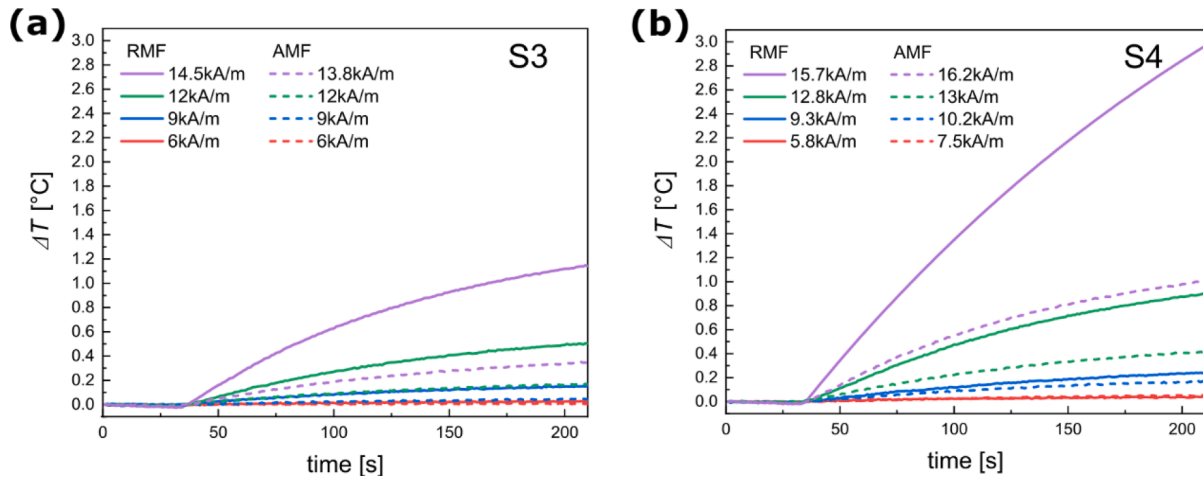 (a)
S3
RMF AMF
14.5kA/m 13.8kA/m
12kA/m 12kA/m
9kA/m 9kA/m
6kA/m 6kA/m
3.0
2.8
2.6
2.4
2.2
2.0
1.8
1.6
1.4
1.2
1.0
0.8
0.6
0.4
0.2
0.0
ΔT [°C]
0 50 100 150 200
time [s]
(b)
S4
RMF AMF
15.7kA/m 16.2kA/m
12.8kA/m 13kA/m
9.3kA/m 10.2kA/m
5.8kA/m 7.5kA/m
3.0
2.8
2.6
2.4
2.2
2.0
1.8
1.6
1.4
1.2
1.0
0.8
0.6
0.4
0.2
0.0
ΔT [°C]
0 50 100 150 200
time [s]